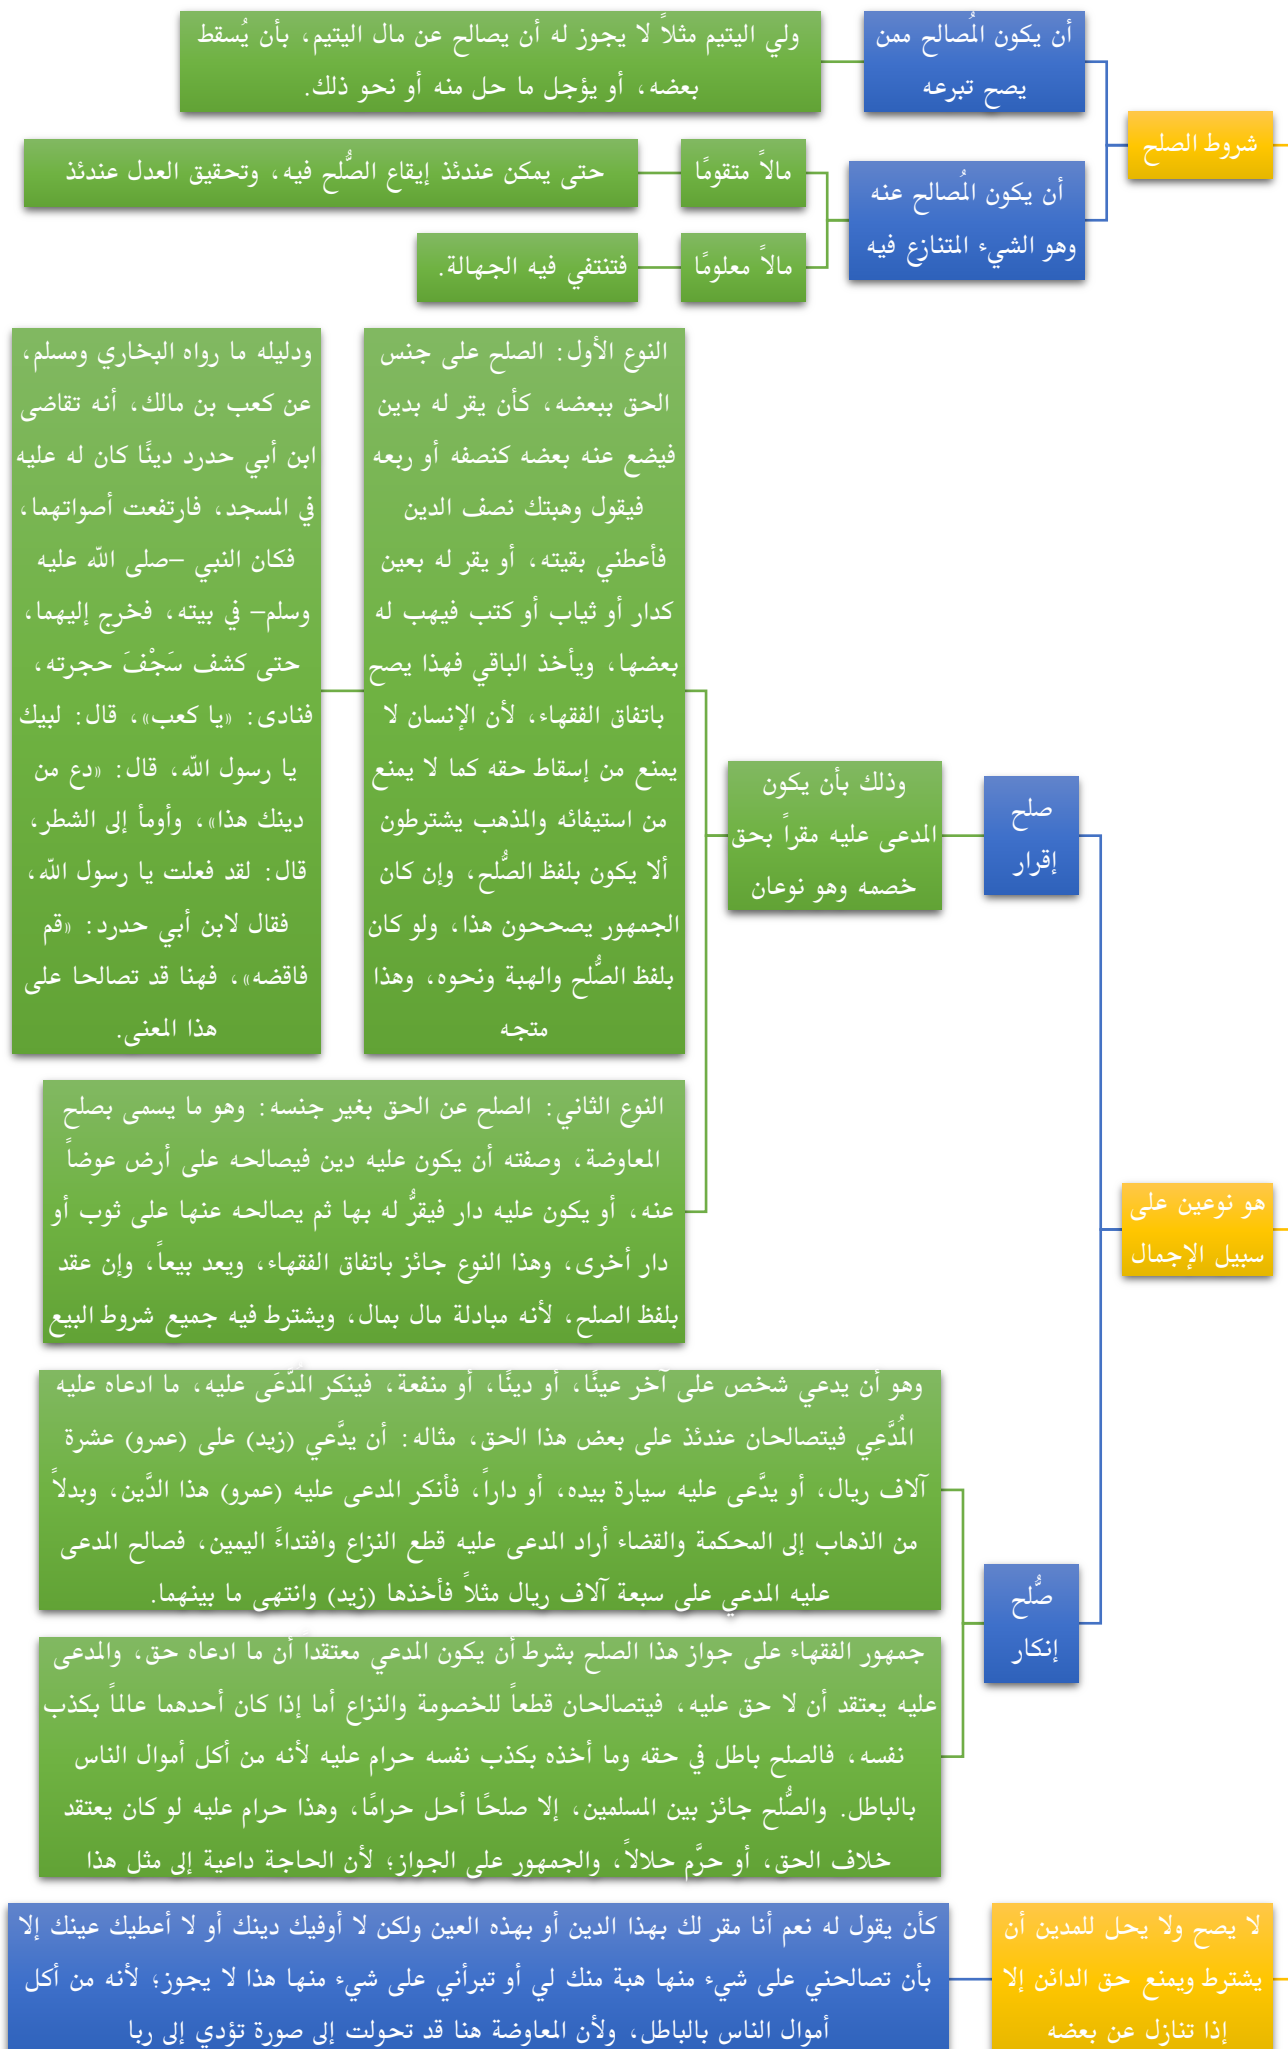 شروط الصلح
أن يكون المُصالح ممن
يصح تبرعه
ولي اليتيم مثلاً لا يجوز له أن يصالح عن مال اليتيم، بأن يُسقط
بعضه، أو يؤجل ما حل منه أو نحو ذلك.
أن يكون المُصالح عنه
وهو الشيء المتنازع فيه
مالاً متقومًا
حتى يمكن عندئذ إيقاع الصُّلح فيه، وتحقيق العدل عندئذ
مالاً معلومًا
فتنتفي فيه الجهالة.
هو نوعين على
سبيل الإجمال
صلح
إقرار
وذلك بأن يكون
المدعى عليه مقراً بحق
خصمه وهو نوعان
النوع الأول: الصلح على جنس
الحق ببعضه، كأن يقر له بدين
فيضع عنه بعضه كنصفه أو ربعه
فيقول وهبتك نصف الدين
فأعطني بقيته، أو يقر له بعين
كدار أو ثياب أو كتب فيهب له
بعضها، ويأخذ الباقي فهذا يصح
باتفاق الفقهاء، لأن الإنسان لا
يمنع من إسقاط حقه كما لا يمنع
من استيفائه والمذهب يشترطون
ألا يكون بلفظ الصُّلح، وإن كان
الجمهور يصححون هذا، ولو كان
بلفظ الصُّلح والهبة ونحوه، وهذا
متجه
ودليله ما رواه البخاري ومسلم،
عن كعب بن مالك، أنه تقاضى
ابن أبي حدرد دينًا كان له عليه
في المسجد، فارتفعت أصواتهما،
فكان النبي –صلى الله عليه
وسلم– في بيته، فخرج إليهما،
حتى كشف سَجْفَ حجرته،
فنادى: «يا كعب»، قال: لبيك
يا رسول الله، قال: «دع من
دينك هذا»، وأومأ إلى الشطر،
قال: لقد فعلت يا رسول الله،
فقال لابن أبي حدرد: «قم
فاقضه»، فهنا قد تصالحا على
هذا المعنى.
النوع الثاني: الصلح عن الحق بغير جنسه: وهو ما يسمى بصلح
المعاوضة، وصفته أن يكون عليه دين فيصالحه على أرض عوضاً
عنه، أو يكون عليه دار فيقرُّ له بها ثم يصالحه عنها على ثوب أو
دار أخرى، وهذا النوع جائز باتفاق الفقهاء، ويعد بيعاً، وإن عقد
بلفظ الصلح، لأنه مبادلة مال بمال، ويشترط فيه جميع شروط البيع
صُّلح
إنكار
وهو أن يدعي شخص على آخر عينًا، أو دينًا، أو منفعة، فينكر المُدَّعَى عليه، ما ادعاه عليه
المُدَّعِي فيتصالحان عندئذ على بعض هذا الحق، مثاله: أن يدَّعي (زيد) على (عمرو) عشرة
آلاف ريال، أو يدَّعى عليه سيارة بيده، أو داراً، فأنكر المدعى عليه (عمرو) هذا الدَّين، وبدلاً
من الذهاب إلى المحكمة والقضاء أراد المدعى عليه قطع النزاع وافتداءً اليمين، فصالح المدعى
عليه المدعي على سبعة آلاف ريال مثلاً فأخذها (زيد) وانتهى ما بينهما.
جمهور الفقهاء على جواز هذا الصلح بشرط أن يكون المدعي معتقداً أن ما ادعاه حق، والمدعى
عليه يعتقد أن لا حق عليه، فيتصالحان قطعاً للخصومة والنزاع أما إذا كان أحدهما عالماً بكذب
نفسه، فالصلح باطل في حقه وما أخذه بكذب نفسه حرام عليه لأنه من أكل أموال الناس
بالباطل. والصُّلح جائز بين المسلمين، إلا صلحًا أحل حرامًا، وهذا حرام عليه لو كان يعتقد
خلاف الحق، أو حرَّم حلالاً، والجمهور على الجواز؛ لأن الحاجة داعية إلى مثل هذا
لا يصح ولا يحل للمدين أن
يشترط ويمنع حق الدائن إلا
إذا تنازل عن بعضه
كأن يقول له نعم أنا مقر لك بهذا الدين أو بهذه العين ولكن لا أوفيك دينك أو لا أعطيك عينك إلا
بأن تصالحني على شيء منها هبة منك لي أو تبرأني على شيء منها هذا لا يجوز؛ لأنه من أكل
أموال الناس بالباطل، ولأن المعاوضة هنا قد تحولت إلى صورة تؤدي إلى ربا